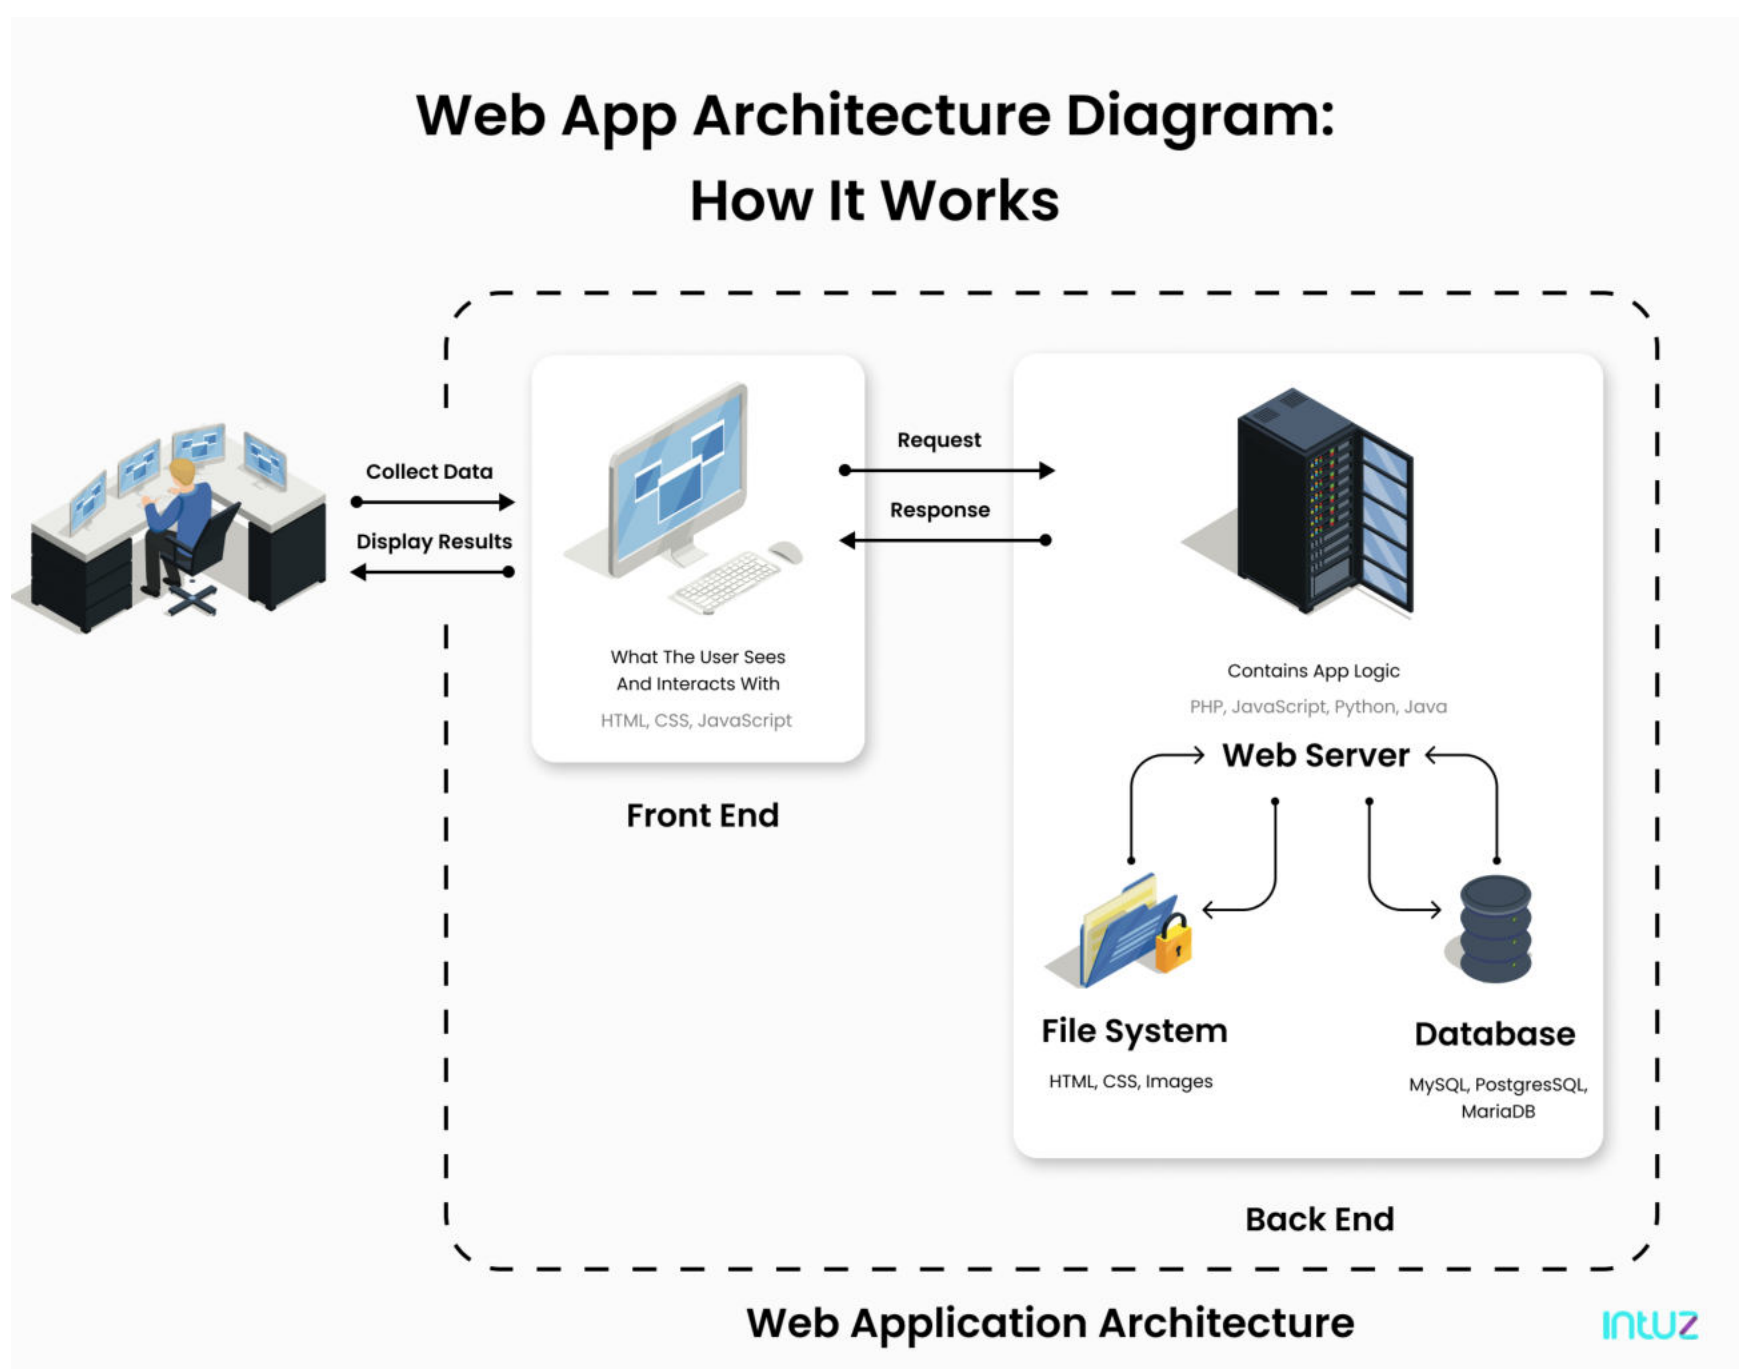 Web App Architecture Diagram:
How It Works
Collect Data
Display Results
What The User Sees
And Interacts With
HTML, CSS, JavaScript
Front End
Request
Response
Contains App Logic
PHP, JavaScript, Python, Java
Web Server
File System
HTML, CSS, Images
Database
MySQL, PostgresSQL,
MariaDB
Back End
Web Application Architecture
INTUZ